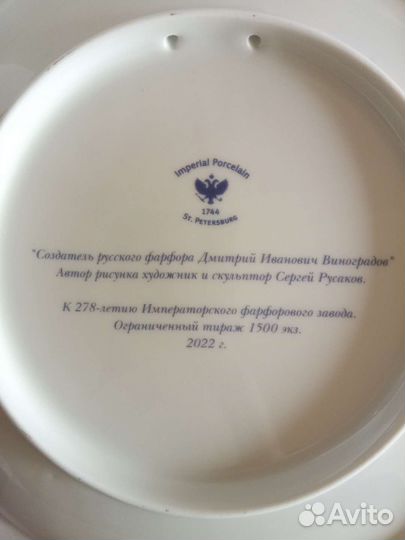 Imperial Porcelain
1744
St. Petersburg
"Создатель русского фарфора Дмитрий Иванович Виноградов"
Автор рисунка художник и скульптор Сергей Русаков.
К 278-летию Императорского фарфорового завода.
Ограниченный тираж 1500 экз.
2022 г.
Avito